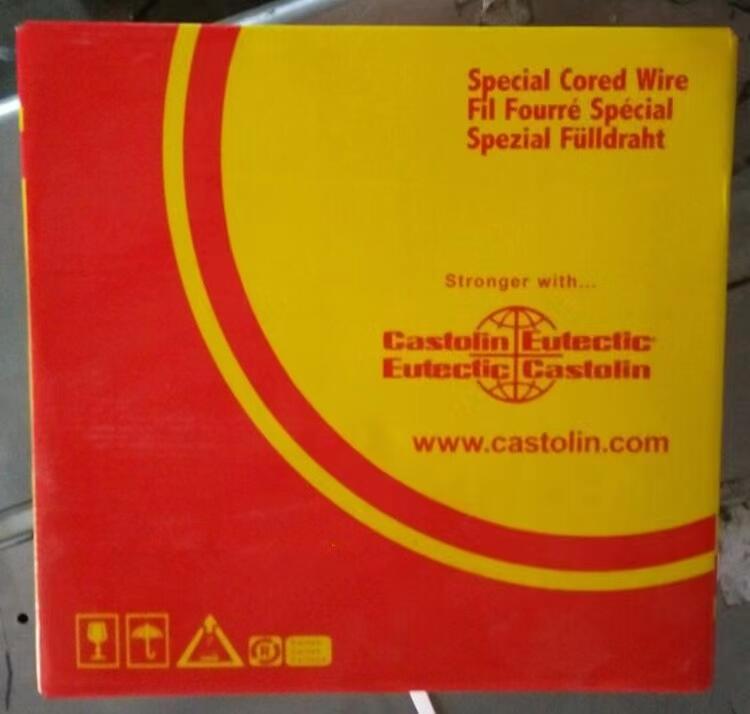 Special Cored Wire
Fil Fourré Spécial
Spezial Fülldraht
Stronger with...
Castolin Eutectic®
Eutectic Castolin
www.castolin.com